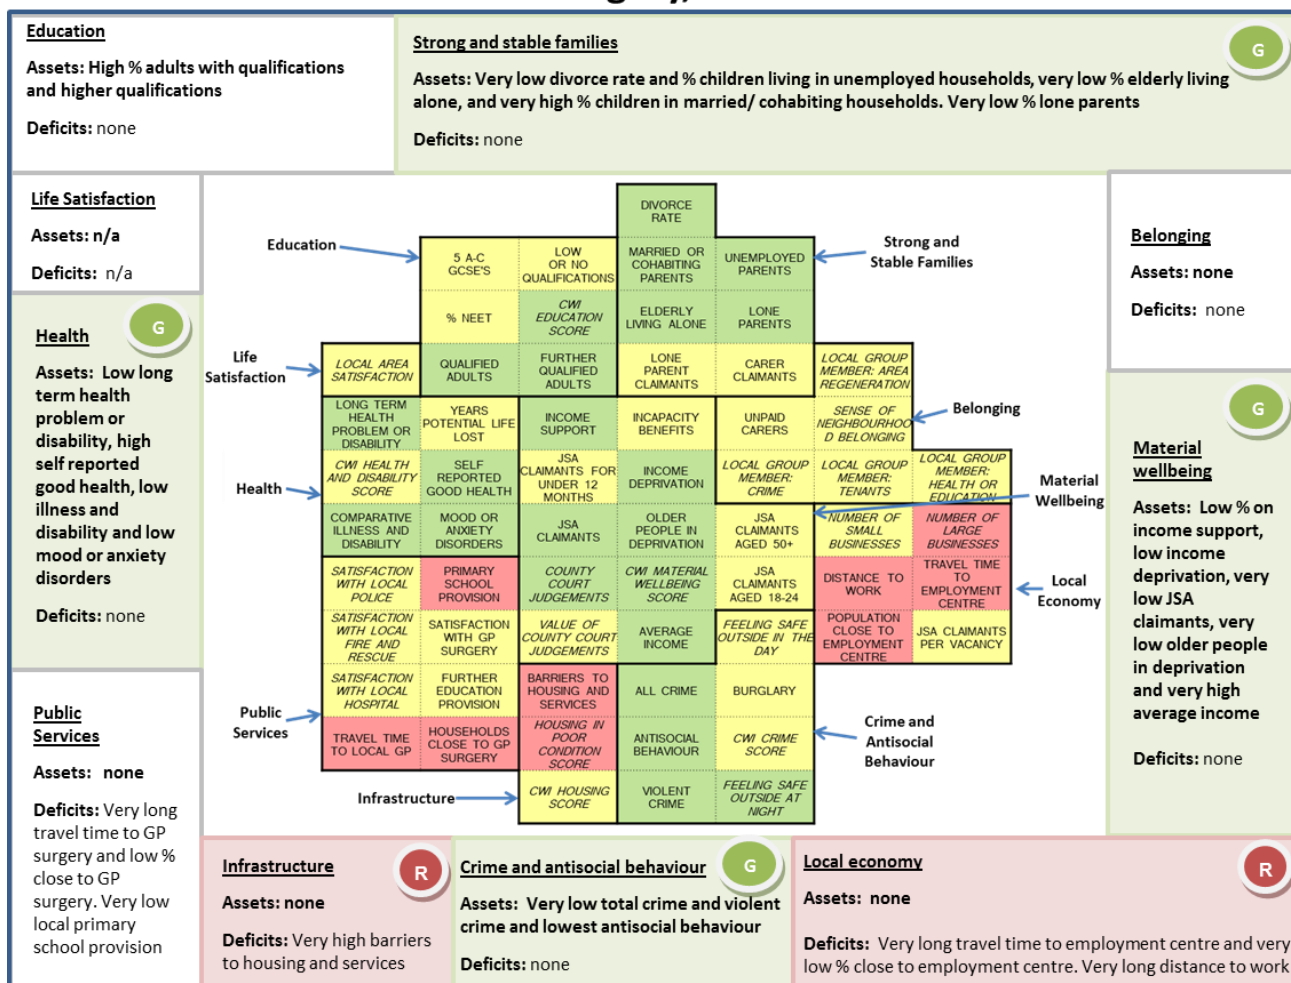 Education
Assets: High % adults with qualifications
and higher qualifications
Deficits: none
Strong and stable families
G
Assets: Very low divorce rate and % children living in unemployed households, very low % elderly living
alone, and very high % children in married/ cohabiting households. Very low % lone parents
Deficits: none
Life Satisfaction
Assets: n/a
Deficits: n/a
Health
G
Assets: Low long
term health
problem or
disability, high
self reported
good health, low
illness and
disability and low
mood or anxiety
disorders
Deficits: none
Public
Services
Assets: none
Deficits: Very long
travel time to GP
surgery and low %
close to GP
surgery. Very low
local primary
school provision
Education
Strong and
Stable Families
Life
Satisfaction
Belonging
Health
Material
Wellbeing
Local
Economy
Public
Services
Crime and
Antisocial
Behaviour
Infrastructure
DIVORCE
RATE
5 A-C
GCSE'S
LOW
OR NO
QUALIFICATIONS
MARRIED OR
COHABITING
PARENTS
UNEMPLOYED
PARENTS
% NEET
CWI
EDUCATION
SCORE
ELDERLY
LIVING ALONE
LONE
PARENTS
LOCAL AREA
SATISFACTION
QUALIFIED
ADULTS
FURTHER
QUALIFIED
ADULTS
LONE
PARENT
CLAIMANTS
CARER
CLAIMANTS
LOCAL GROUP
MEMBER: AREA
REGENERATION
LONG TERM
HEALTH
PROBLEM OR
DISABILITY
YEARS
POTENTIAL LIFE
LOST
INCOME
SUPPORT
INCAPACITY
BENEFITS
UNPAID
CARERS
SENSE OF
NEIGHBOURHOO
D BELONGING
CWI HEALTH
AND DISABILITY
SCORE
SELF
REPORTED
GOOD HEALTH
JSA
CLAIMANTS FOR
UNDER 12
MONTHS
INCOME
DEPRIVATION
LOCAL GROUP
MEMBER:
CRIME
LOCAL GROUP
MEMBER:
TENANTS
LOCAL GROUP
MEMBER:
HEALTH OR
EDUCATION
COMPARATIVE
ILLNESS AND
DISABILITY
MOOD OR
ANXIETY
DISORDERS
JSA
CLAIMANTS
OLDER
PEOPLE IN
DEPRIVATION
JSA
CLAIMANTS
AGED 50+
NUMBER OF
SMALL
BUSINESSES
NUMBER OF
LARGE
BUSINESSES
SATISFACTION
WITH LOCAL
POLICE
PRIMARY
SCHOOL
PROVISION
COUNTY
COURT
JUDGEMENTS
CWI MATERIAL
WELLBEING
SCORE
JSA
CLAIMANTS
AGED 18-24
DISTANCE TO
WORK
TRAVEL TIME
TO
EMPLOYMENT
CENTRE
SATISFACTION
WITH LOCAL
FIRE AND
RESCUE
SATISFACTION
WITH GP
SURGERY
VALUE OF
COUNTY COURT
JUDGEMENTS
AVERAGE
INCOME
FEELING SAFE
OUTSIDE IN THE
DAY
POPULATION
CLOSE TO
EMPLOYMENT
CENTRE
JSA CLAIMANTS
PER VACANCY
SATISFACTION
WITH LOCAL
HOSPITAL
FURTHER
EDUCATION
PROVISION
BARRIERS TO
HOUSING AND
SERVICES
ALL CRIME
BURGLARY
TRAVEL TIME
TO LOCAL GP
HOUSEHOLDS
CLOSE TO GP
SURGERY
HOUSING IN
POOR
CONDITION
SCORE
ANTISOCIAL
BEHAVIOUR
CWI CRIME
SCORE
CWI HOUSING
SCORE
VIOLENT
CRIME
FEELING SAFE
OUTSIDE AT
NIGHT
Belonging
Assets: none
Deficits: none
G
Material
wellbeing
Assets: Low % on
income support,
low income
deprivation, very
low JSA
claimants, very
low older people
in deprivation
and very high
average income
Deficits: none
Infrastructure
R
Assets: none
Deficits: Very high barriers
to housing and services
Crime and antisocial behaviour
G
Assets: Very low total crime and violent
crime and lowest antisocial behaviour
Deficits: none
Local economy
R
Assets: none
Deficits: Very long travel time to employment centre and very
low % close to employment centre. Very long distance to work